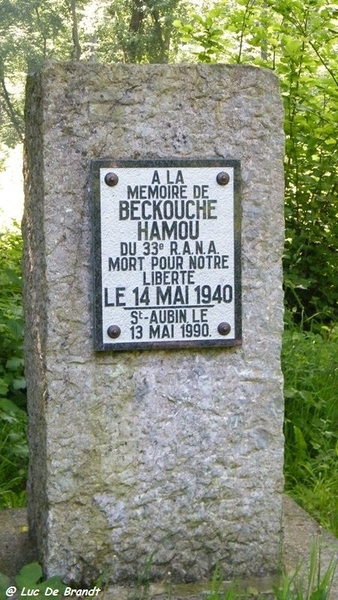 A LA
MEMOIRE DE
BECKOUCHE
HAMOU
DU 33e R.A.N.A.
MORT POUR NOTRE
LIBERTE
LE 14 MAI 1940
St-AUBIN LE
13 MAI 1990.
@ Luc De Brandt